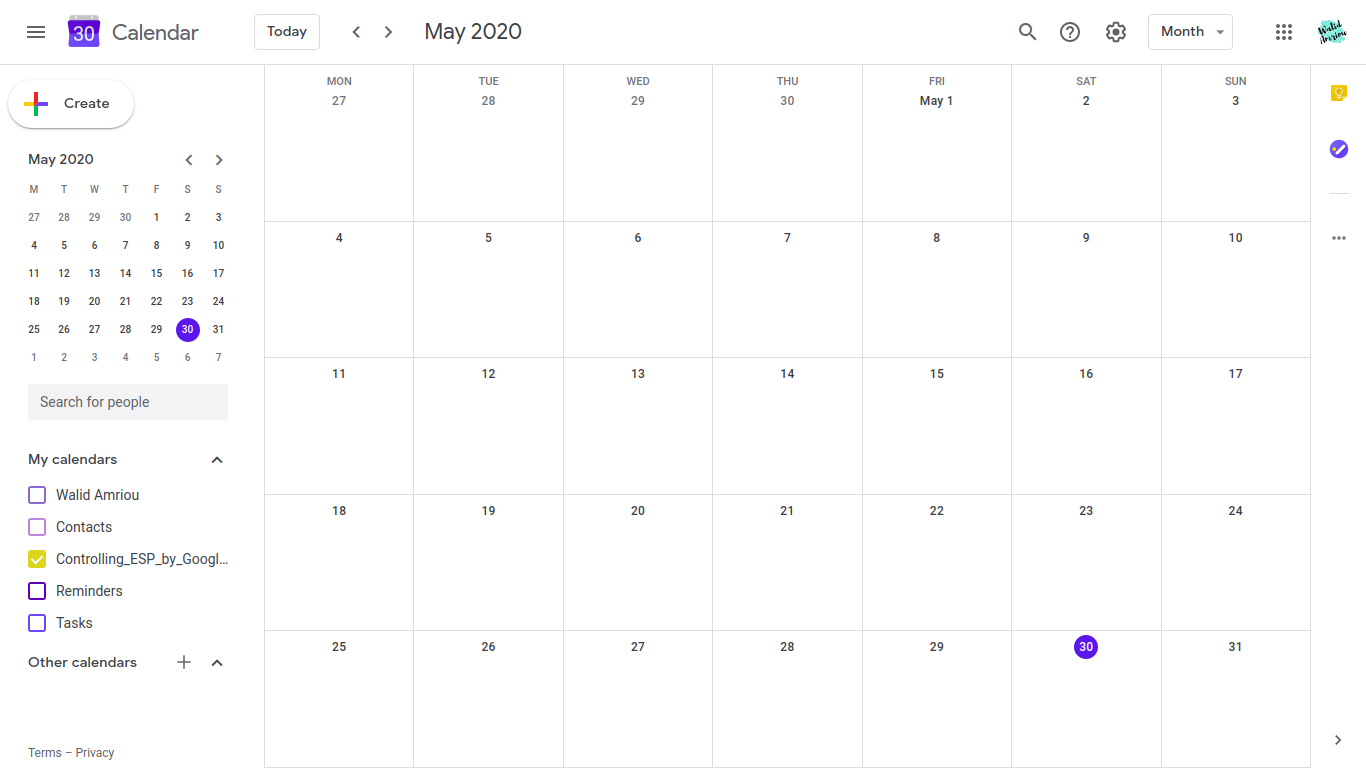 30 Calendar Today May 2020 Month Walid Amriou
Create
May 2020
M T W T F S S
27 28 29 30 1 2 3
4 5 6 7 8 9 10
11 12 13 14 15 16 17
18 19 20 21 22 23 24
25 26 27 28 29 30 31
1 2 3 4 5 6 7
Search for people
My calendars
Walid Amriou
Contacts
Controlling_ESP_by_Googl...
Reminders
Tasks
Other calendars
Terms – Privacy
MON TUE WED THU FRI SAT SUN
27 28 29 30 May 1 2 3
4 5 6 7 8 9 10
11 12 13 14 15 16 17
18 19 20 21 22 23 24
25 26 27 28 29 30 31